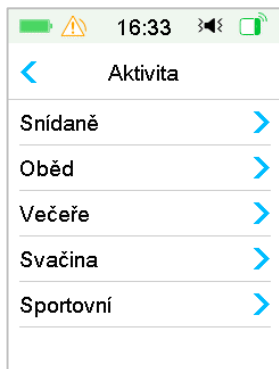 16:33
Aktivita
Snídaně
Oběd
Večeře
Svačina
Sportovní